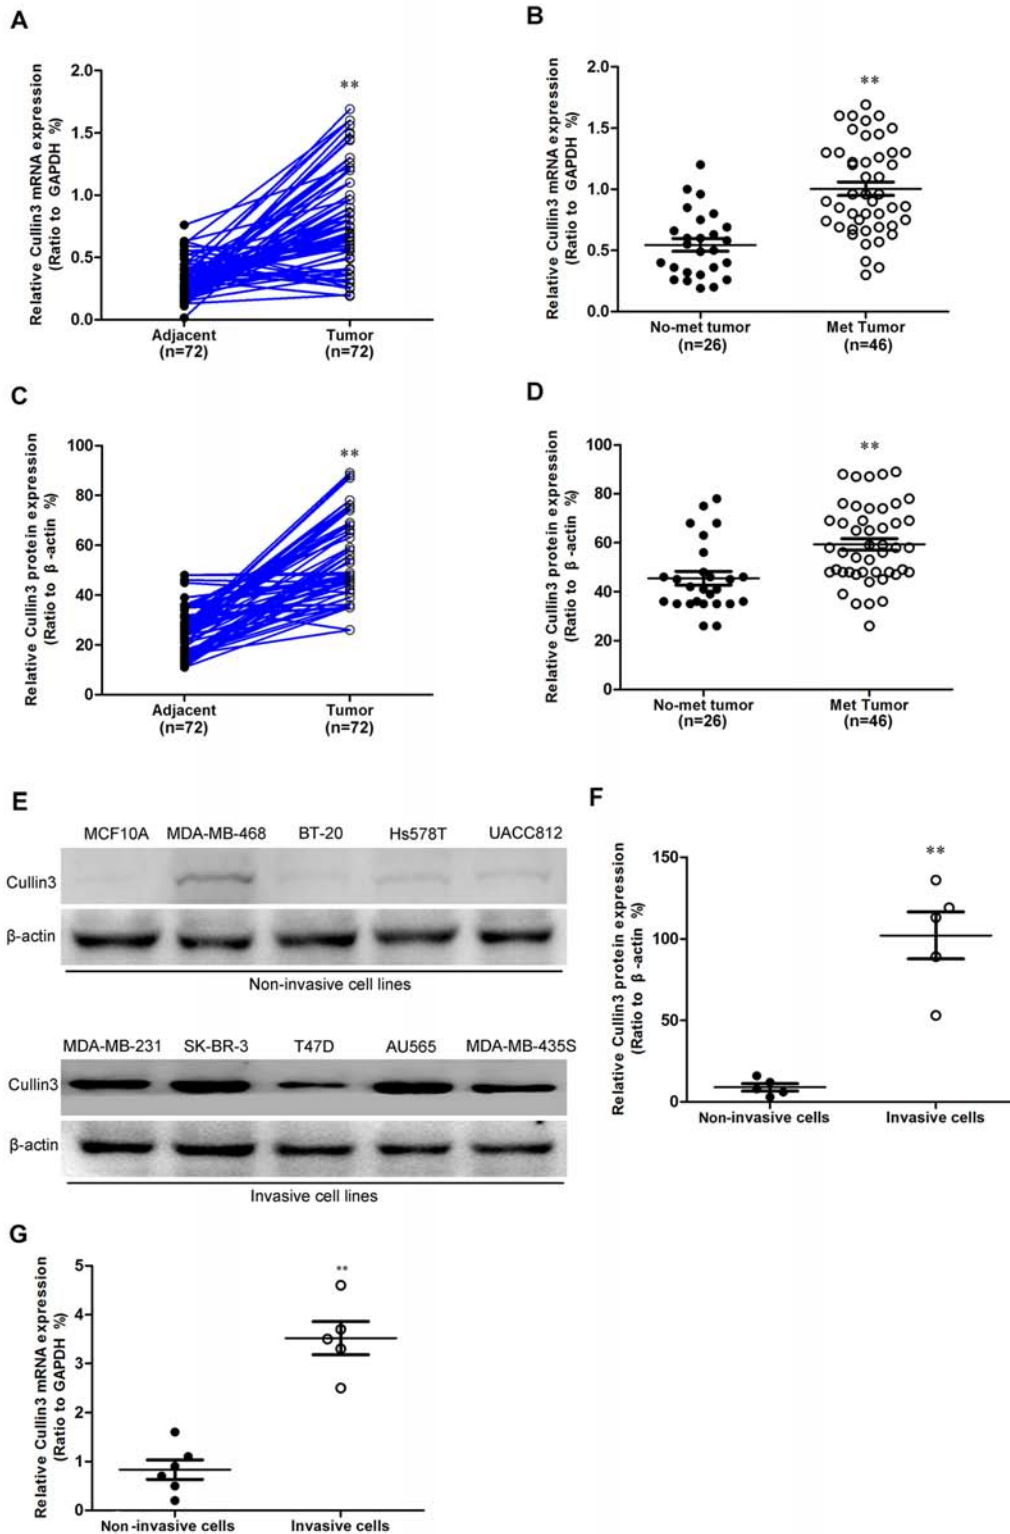 A
Relative Cullin3 mRNA expression
(Ratio to GAPDH %)
2.0
1.5
1.0
0.5
0.0
**
Adjacent
(n=72)
Tumor
(n=72)
B
Relative Cullin3 mRNA expression
(Ratio to GAPDH %)
2.0
1.5
1.0
0.5
0.0
**
No-met tumor
(n=26)
Met Tumor
(n=46)
C
Relative Cullin3 protein expression
(Ratio to β-actin %)
100
80
60
40
20
0
**
Adjacent
(n=72)
Tumor
(n=72)
D
Relative Cullin3 protein expression
(Ratio to β-actin %)
100
80
60
40
20
0
**
No-met tumor
(n=26)
Met Tumor
(n=46)
E
MCF10A MDA-MB-468 BT-20 Hs578T UACC812
Cullin3
β-actin
Non-invasive cell lines
MDA-MB-231 SK-BR-3 T47D AU565 MDA-MB-435S
Cullin3
β-actin
Invasive cell lines
F
Relative Cullin3 protein expression
(Ratio to β-actin %)
150
100
50
0
**
Non-invasive cells
Invasive cells
G
Relative Cullin3 mRNA expression
(Ratio to GAPDH %)
5
4
3
2
1
0
**
Non-invasive cells
Invasive cells